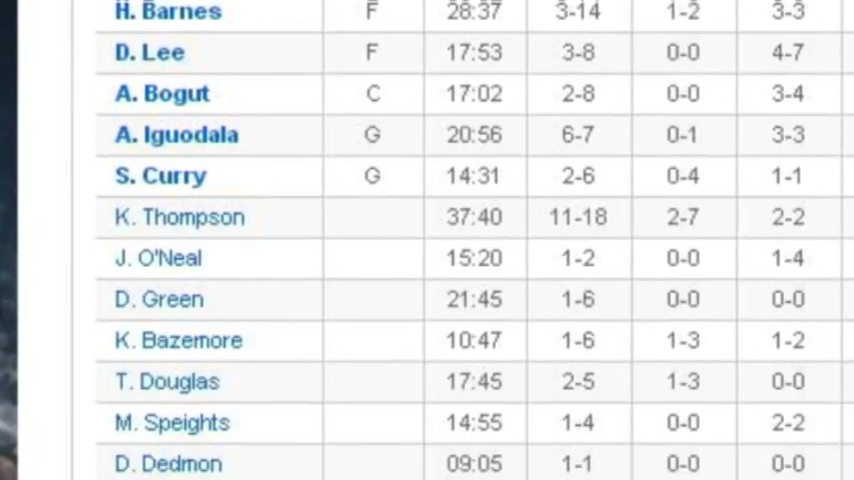 H. Barnes F 28:37 3-14 1-2 3-3
D. Lee F 17:53 3-8 0-0 4-7
A. Bogut C 17:02 2-8 0-0 3-4
A. Iguodala G 20:56 6-7 0-1 3-3
S. Curry G 14:31 2-6 0-4 1-1
K. Thompson 37:40 11-18 2-7 2-2
J. O'Neal 15:20 1-2 0-0 1-4
D. Green 21:45 1-6 0-0 0-0
K. Bazemore 10:47 1-6 1-3 1-2
T. Douglas 17:45 2-5 1-3 0-0
M. Speights 14:55 1-4 0-0 2-2
D. Dedmon 09:05 1-1 0-0 0-0